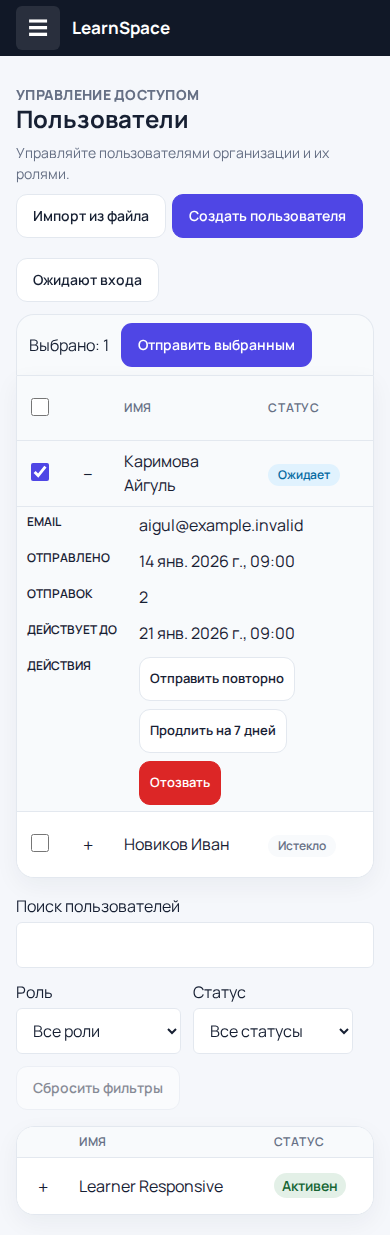 ☰ LearnSpace
УПРАВЛЕНИЕ ДОСТУПОМ
Пользователи
Управляйте пользователями организации и их
ролями.
Импорт из файла Создать пользователя
Ожидают входа
Выбрано: 1 Отправить выбранным
ИМЯ СТАТУС
− Каримова
Айгуль Ожидает
EMAIL aigul@example.invalid
ОТПРАВЛЕНО 14 янв. 2026 г., 09:00
ОТПРАВОК 2
ДЕЙСТВУЕТ ДО 21 янв. 2026 г., 09:00
ДЕЙСТВИЯ Отправить повторно
Продлить на 7 дней
Отозвать
+ Новиков Иван Истекло
Поиск пользователей
Роль Статус
Все роли Все статусы
Сбросить фильтры
ИМЯ СТАТУС
+ Learner Responsive Активен